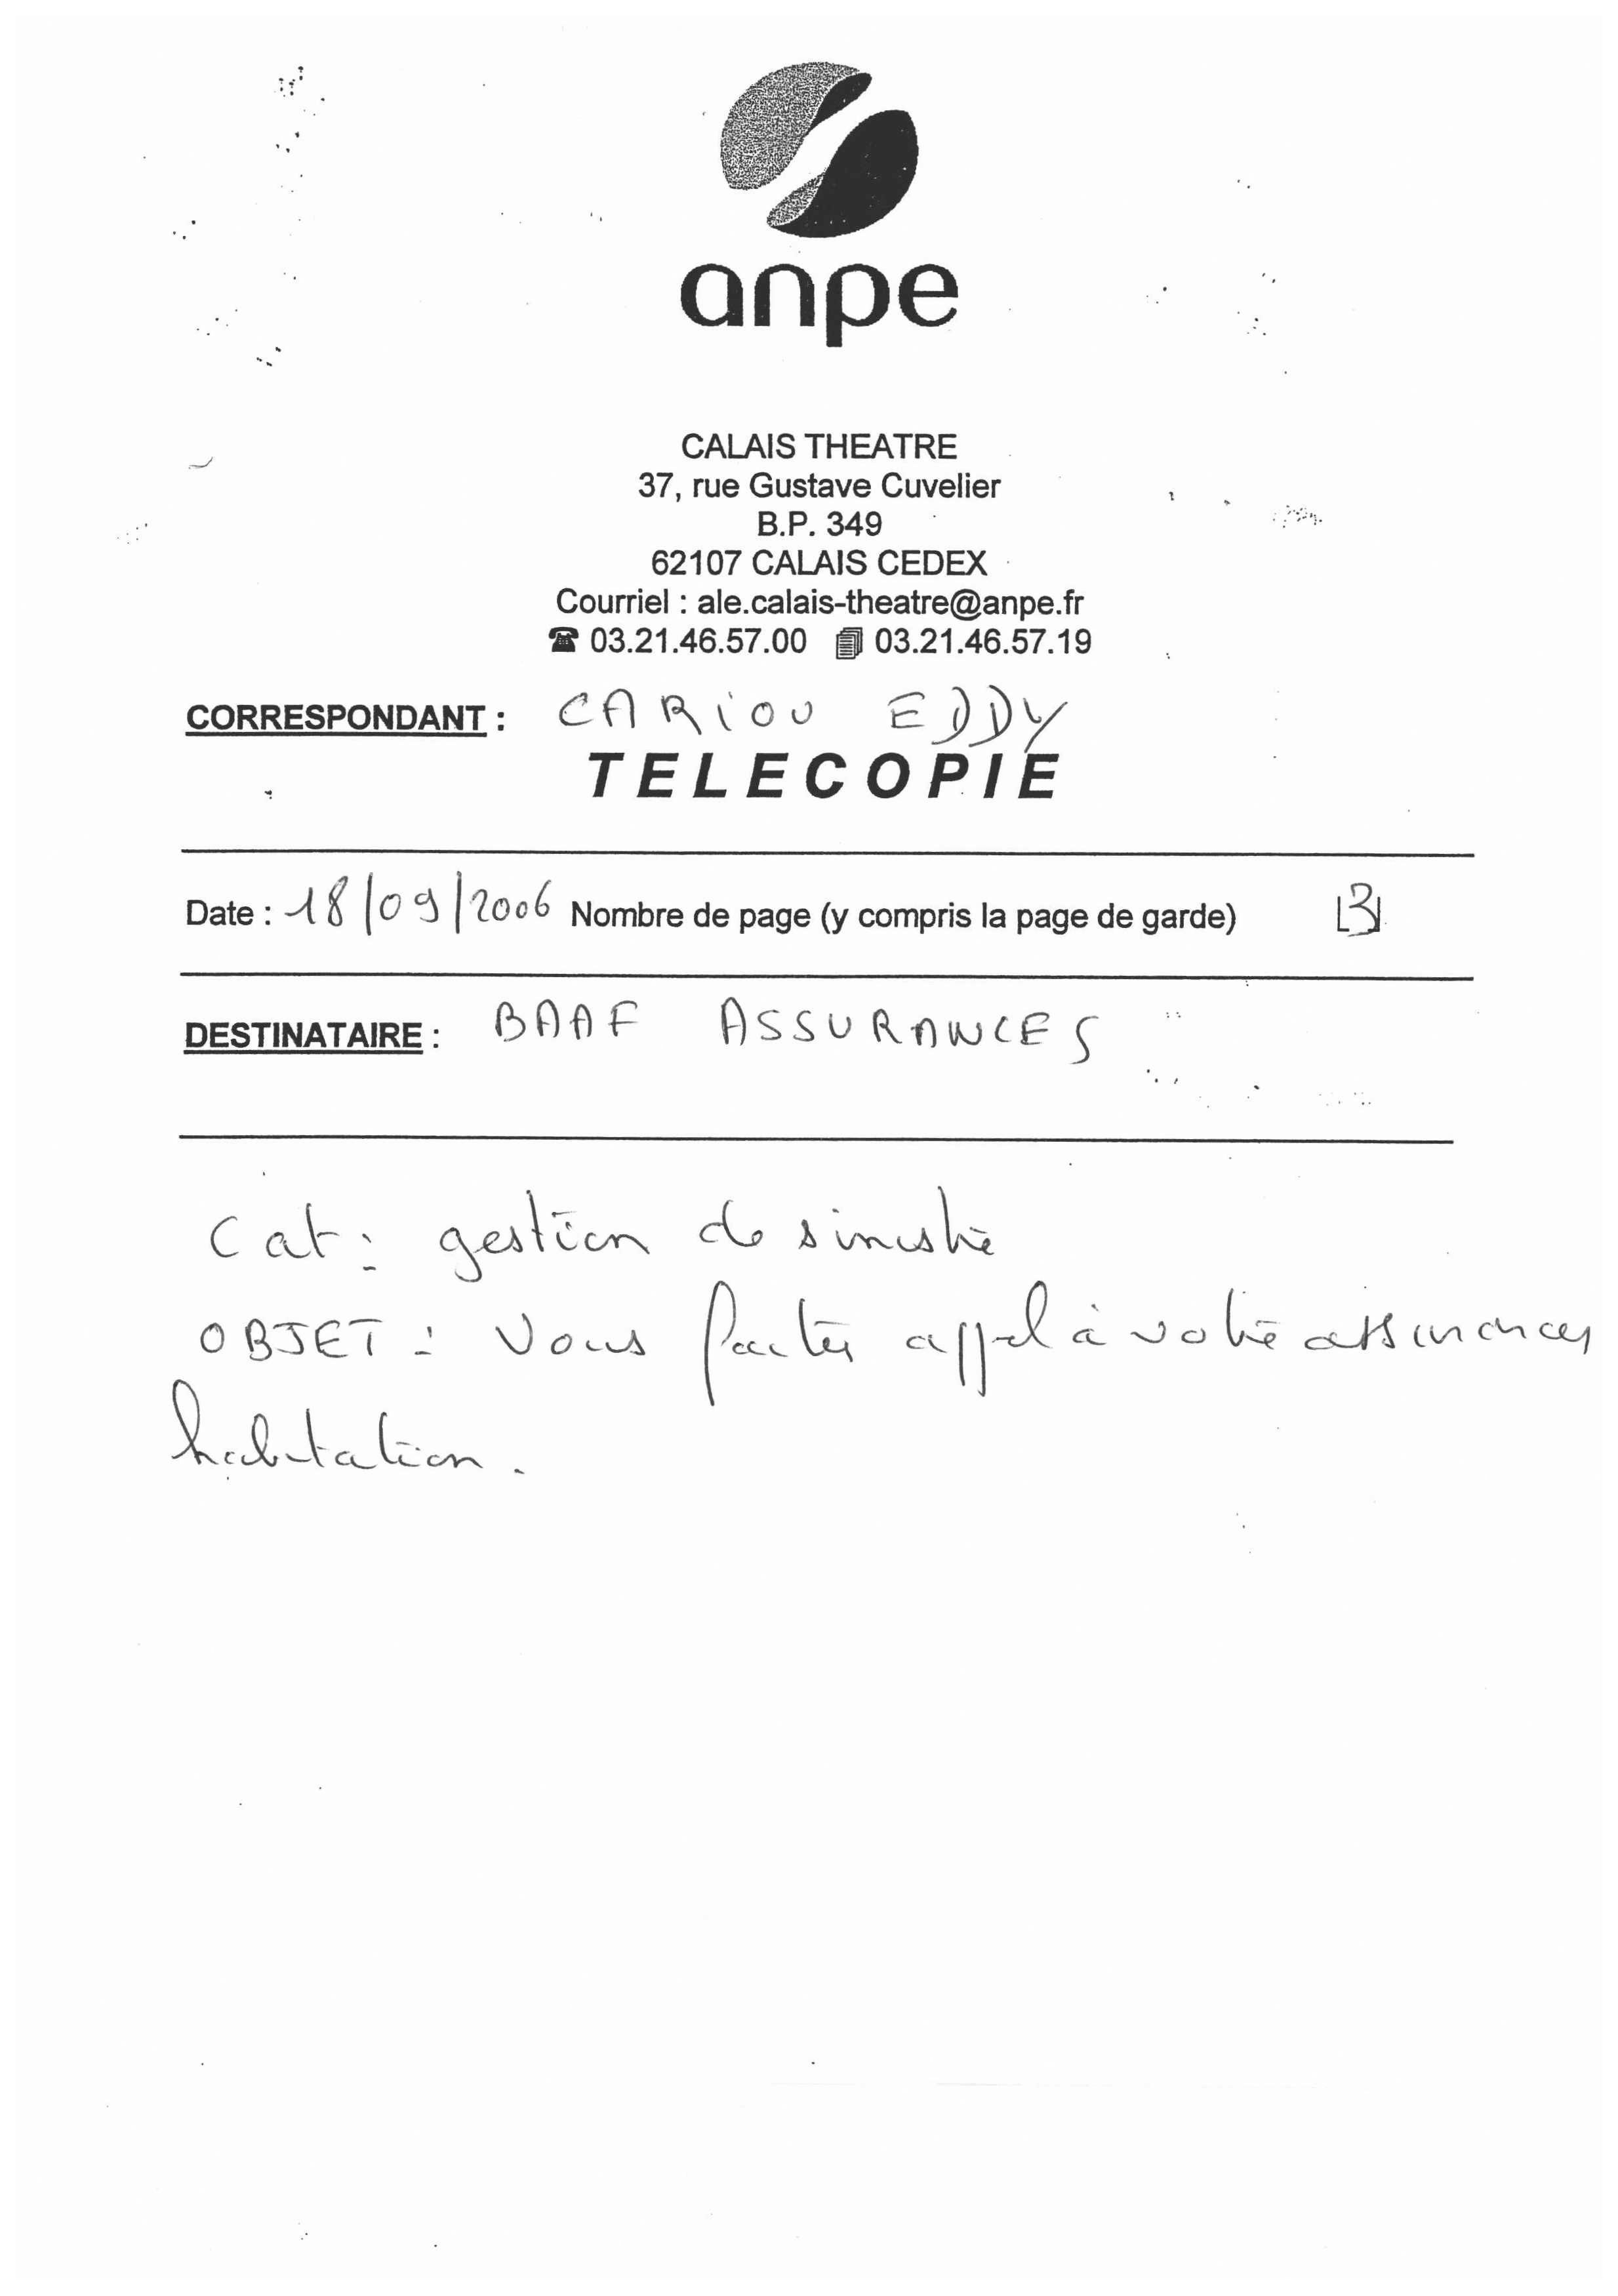 anpe
CALAIS THEATRE
37, rue Gustave Cuvelier
B.P. 349
62107 CALAIS CEDEX
Courriel : ale.calais-theatre@anpe.fr
03.21.46.57.00 03.21.46.57.19
CORRESPONDANT : CARIOU EDDY
TELECOPIE
Date : 18/09/2006 Nombre de page (y compris la page de garde) 3
DESTINATAIRE : BAAF ASSURANCES
Cat : gestion de sinistre
OBJET : Vous faites appel à votre assurances
habitation.